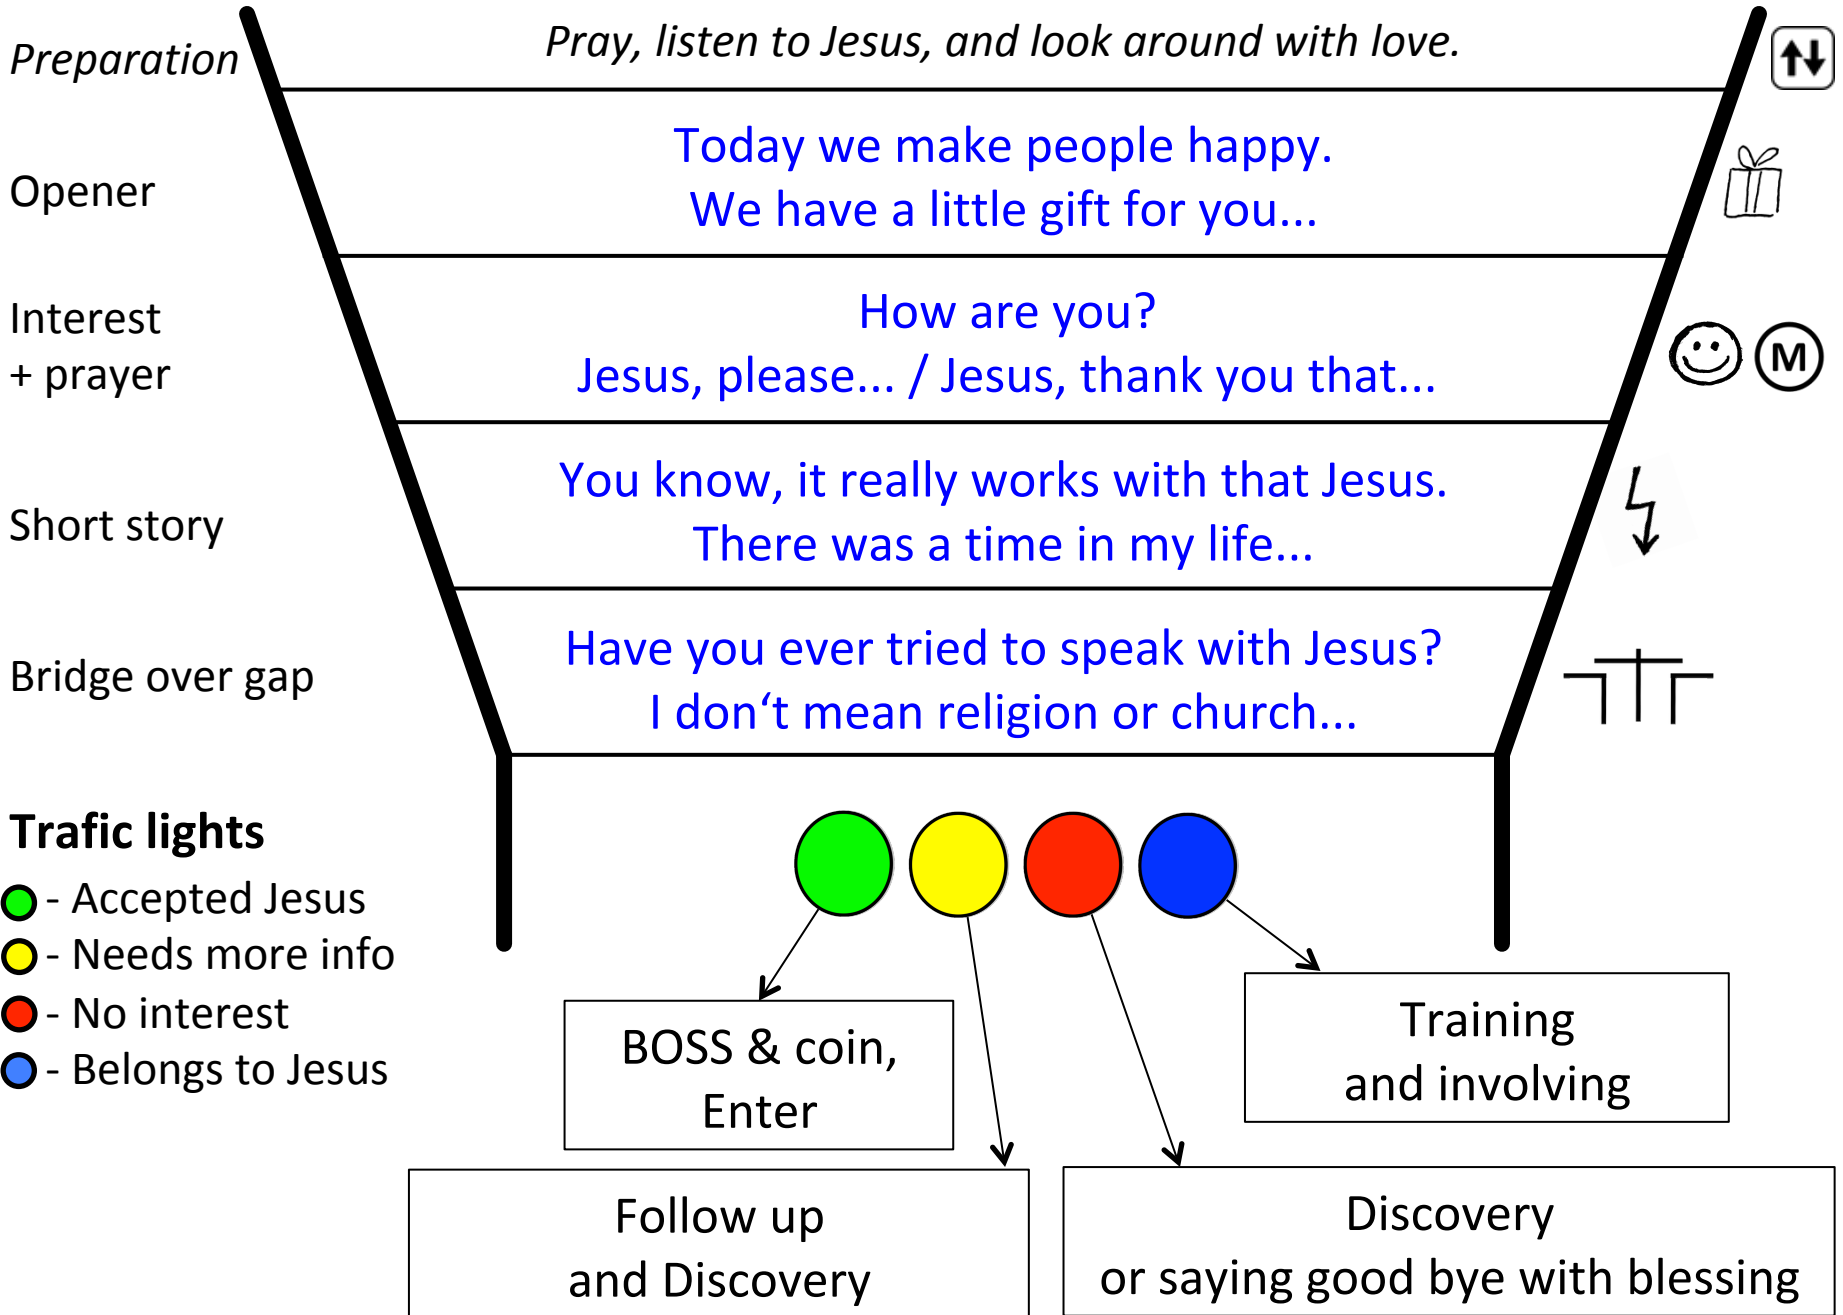 Preparation
Pray, listen to Jesus, and look around with love.
Opener
Today we make people happy.
We have a little gift for you...
Interest
+ prayer
How are you?
Jesus, please... / Jesus, thank you that...
M
Short story
You know, it really works with that Jesus.
There was a time in my life...
Bridge over gap
Have you ever tried to speak with Jesus?
I don‘t mean religion or church...
Trafic lights
- Accepted Jesus
- Needs more info
- No interest
- Belongs to Jesus
BOSS & coin,
Enter
Training
and involving
Follow up
and Discovery
Discovery
or saying good bye with blessing